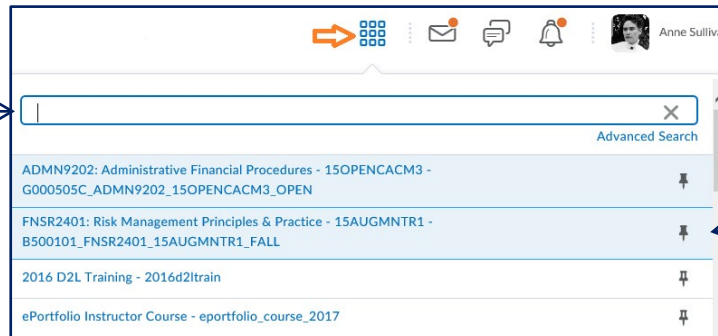 Anne
Advanced Search
ADMN9202: Administrative Financial Procedures - 15OPENCACM3 -
G000505C_ADMN9202_15OPENCACM3_OPEN
FNSR2401: Risk Management Principles & Practice - 15AUGMNTR1 -
B500101_FNSR2401_15AUGMNTR1_FALL
2016 D2L Training - 2016d2ltrain
ePortfolio Instructor Course - eportfolio_course_2017